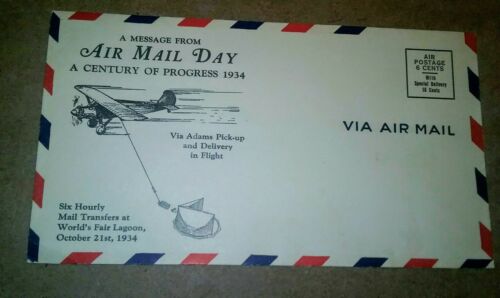 A MESSAGE FROM
AIR MAIL DAY
A CENTURY OF PROGRESS 1934
Via Adams Pick-up
and Delivery
in Flight
Six Hourly
Mail Transfers at
World's Fair Lagoon,
October 21st, 1934
AIR
POSTAGE
6 CENTS
With
Special Delivery
16 Cents
VIA AIR MAIL